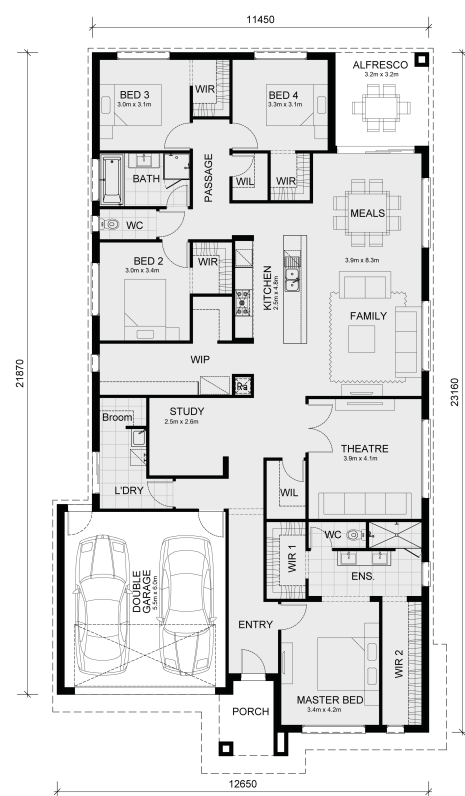 11450
ALFRESCO
3.2m x 3.2m
BED 3
3.0m x 3.1m
WIR
BED 4
3.3m x 3.1m
BATH
PASSAGE
WIL
WIR
MEALS
WC
3.9m x 8.3m
BED 2
3.0m x 3.4m
WIR
KITCHEN
2.5m x 4.8m
FAMILY
WIP
21870
23160
Broom
STUDY
2.5m x 2.6m
THEATRE
3.9m x 4.1m
L'DRY
WIL
WC
WIR 1
ENS.
DOUBLE
GARAGE
5.5m x 6.0m
ENTRY
WIR 2
MASTER BED
3.4m x 4.2m
PORCH
12650